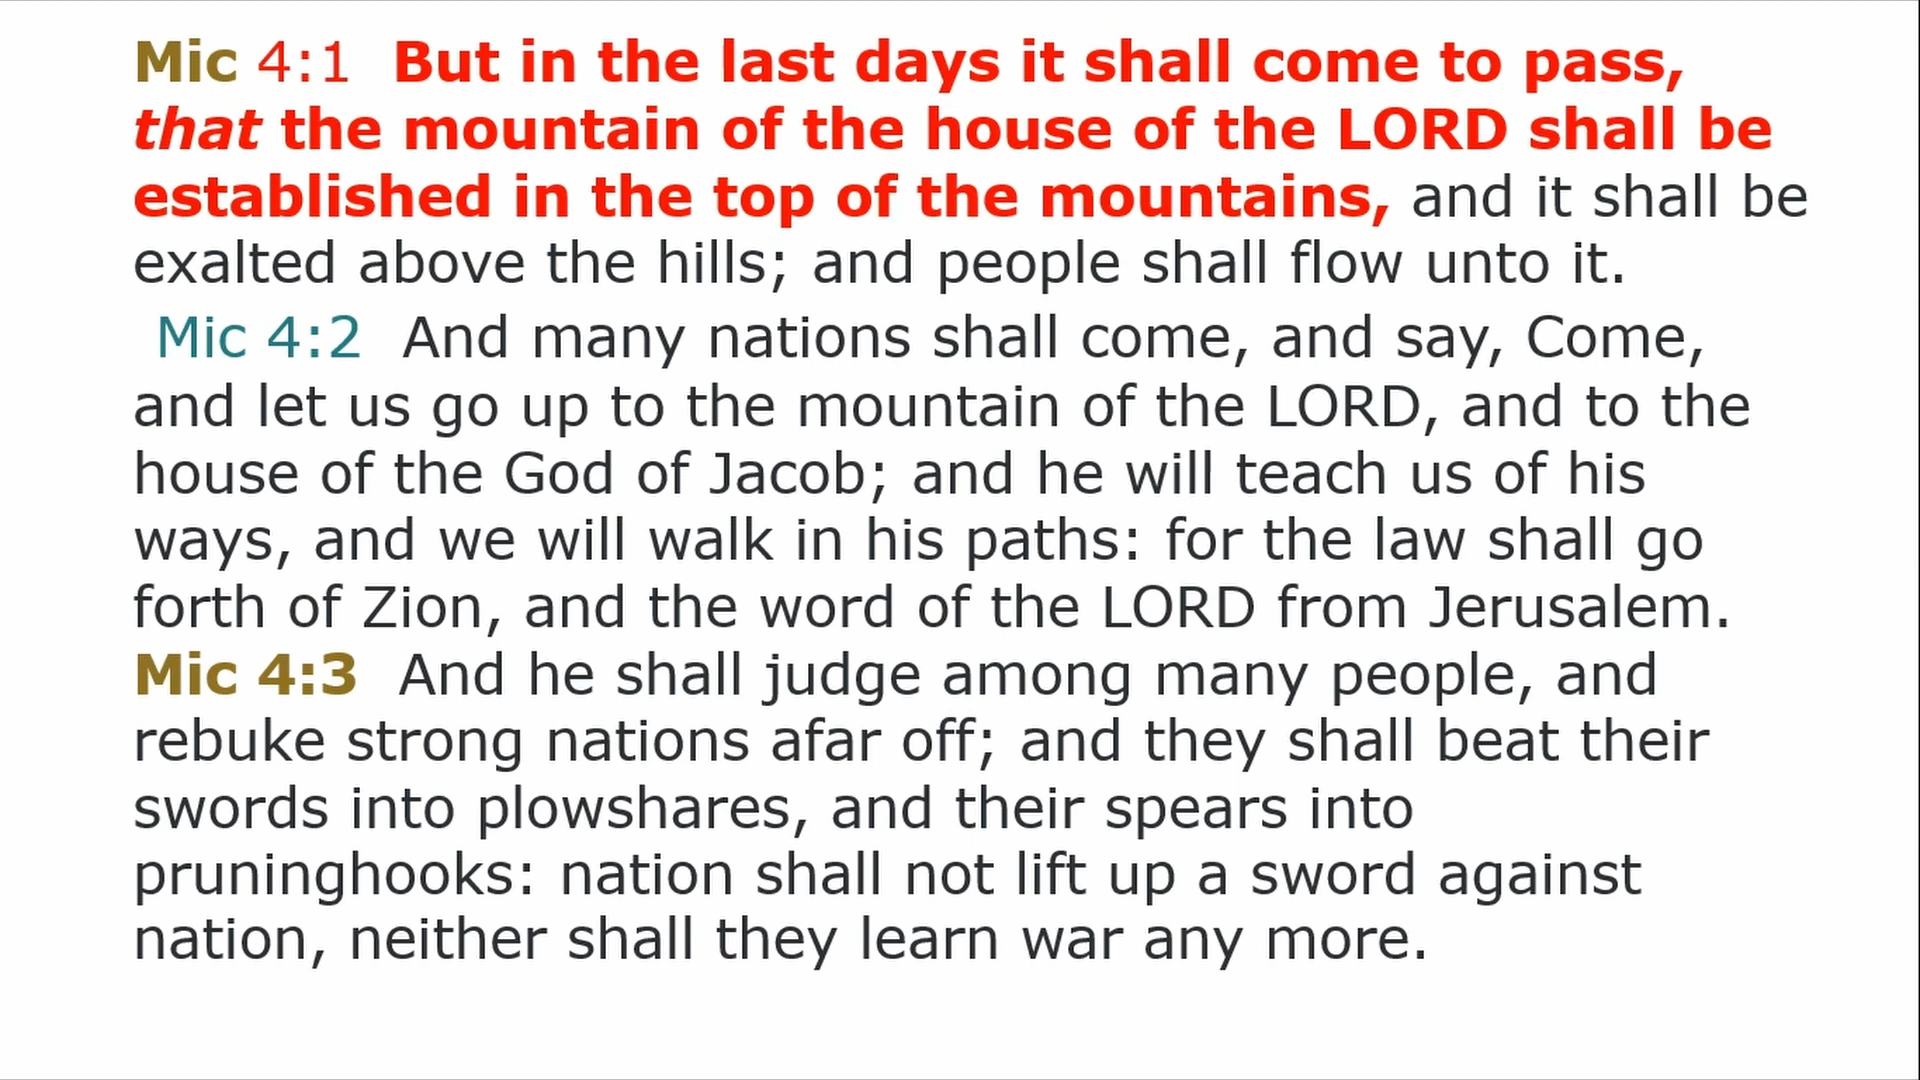 Mic 4:1 But in the last days it shall come to pass,
that the mountain of the house of the LORD shall be
established in the top of the mountains, and it shall be
exalted above the hills; and people shall flow unto it.
Mic 4:2 And many nations shall come, and say, Come,
and let us go up to the mountain of the LORD, and to the
house of the God of Jacob; and he will teach us of his
ways, and we will walk in his paths: for the law shall go
forth of Zion, and the word of the LORD from Jerusalem.
Mic 4:3 And he shall judge among many people, and
rebuke strong nations afar off; and they shall beat their
swords into plowshares, and their spears into
pruninghooks: nation shall not lift up a sword against
nation, neither shall they learn war any more.